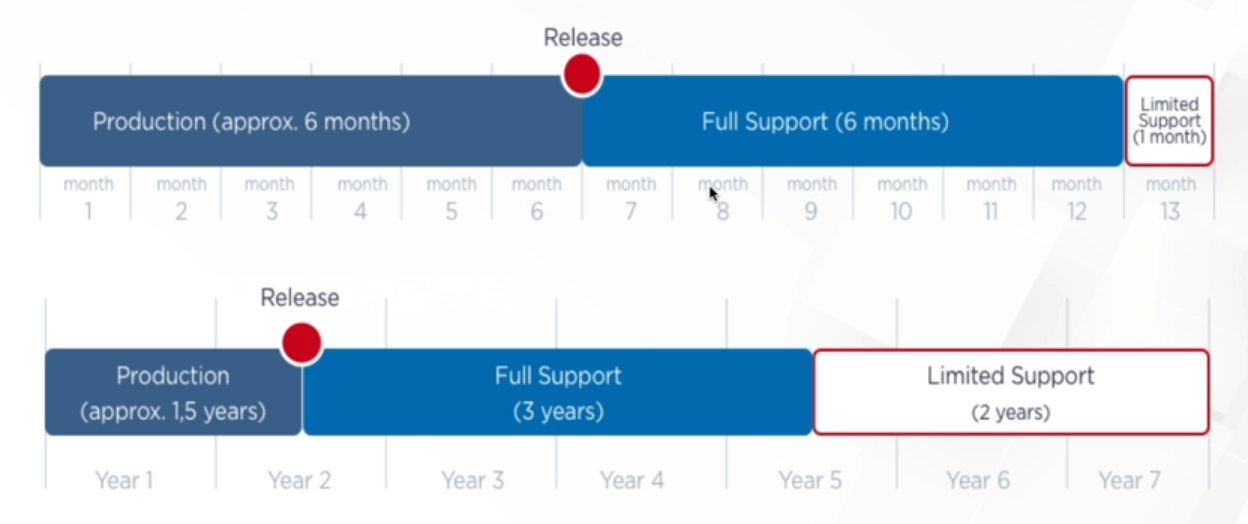 Release
Production (approx. 6 months)
Full Support (6 months)
Limited
Support
(1 month)
month month month month month month month month month month month month month
1 2 3 4 5 6 7 8 9 10 11 12 13
Release
Production
(approx. 1,5 years)
Full Support
(3 years)
Limited Support
(2 years)
Year 1 Year 2 Year 3 Year 4 Year 5 Year 6 Year 7